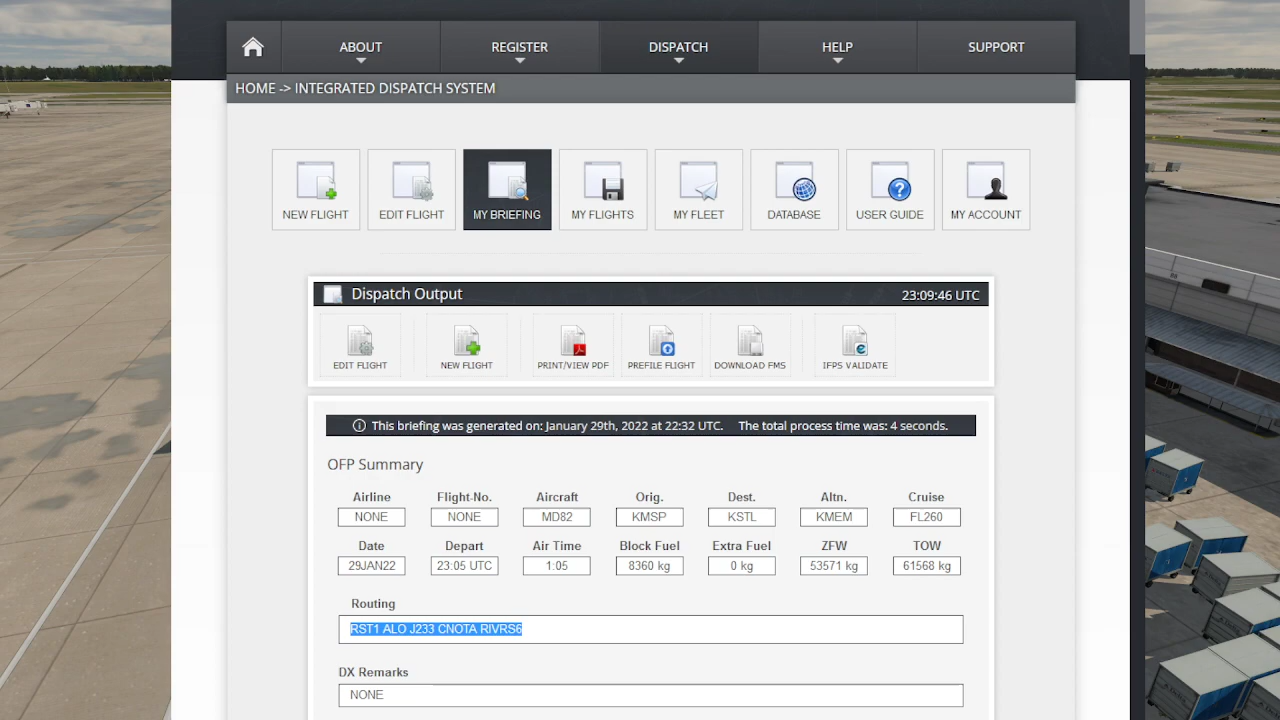 ABOUT REGISTER DISPATCH HELP SUPPORT
HOME -> INTEGRATED DISPATCH SYSTEM
NEW FLIGHT EDIT FLIGHT MY BRIEFING MY FLIGHTS MY FLEET DATABASE USER GUIDE MY ACCOUNT
Dispatch Output 23:09:46 UTC
EDIT FLIGHT NEW FLIGHT PRINT/VIEW PDF PREFILE FLIGHT DOWNLOAD FMS IFPS VALIDATE
This briefing was generated on: January 29th, 2022 at 22:32 UTC. The total process time was: 4 seconds.
OFP Summary
Airline Flight-No. Aircraft Orig. Dest. Altn. Cruise
NONE NONE MD82 KMSP KSTL KMEM FL260
Date Depart Air Time Block Fuel Extra Fuel ZFW TOW
29JAN22 23:05 UTC 1:05 8360 kg 0 kg 53571 kg 61568 kg
Routing
RST1 ALO J233 CNOTA RIVRS6
DX Remarks
NONE